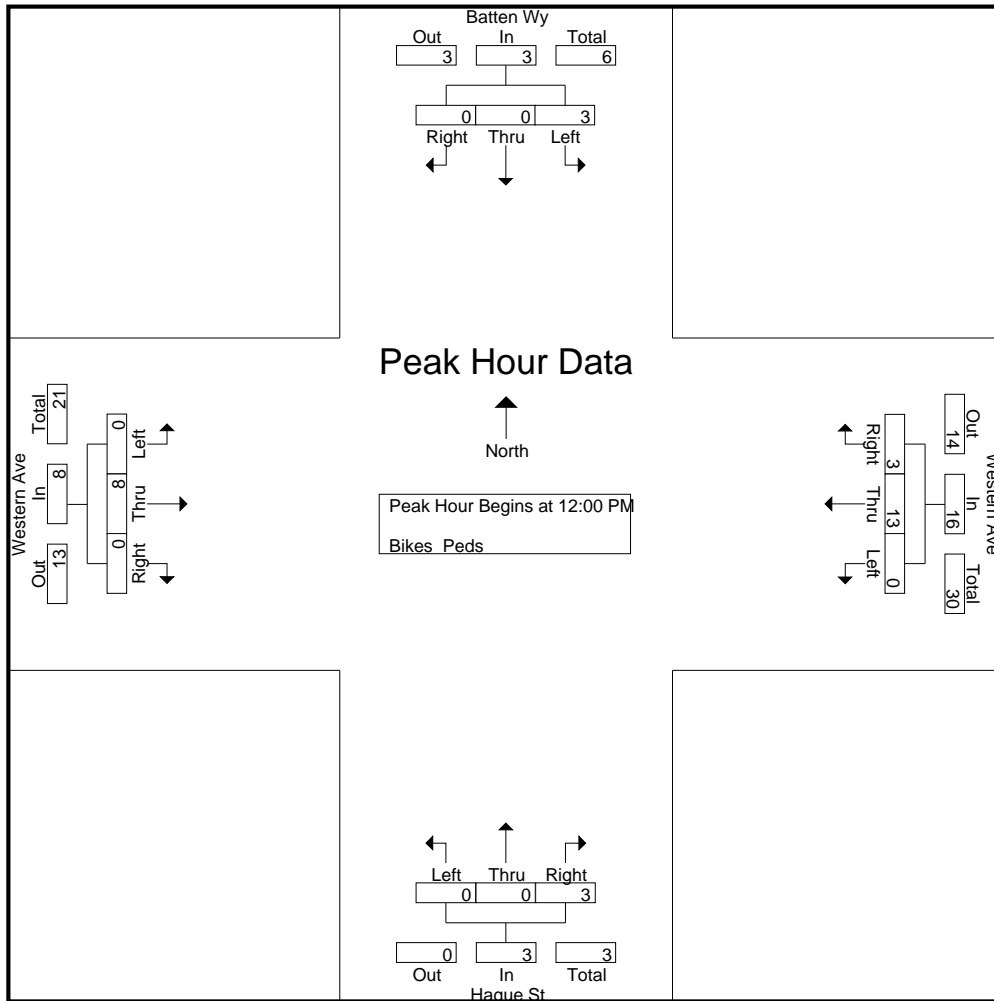 Batten Wy
Out In Total
3 3 6
0 0 3
Right Thru Left
Peak Hour Data
North
Peak Hour Begins at 12:00 PM
Bikes Peds
Western Ave
Total In Out
21 8 13
0 8 0
Left Thru Right
Western Ave
Out In Total
14 16 30
3 13 0
Right Thru Left
Left Thru Right
0 0 3
0 3 3
Out In Total
Hague St